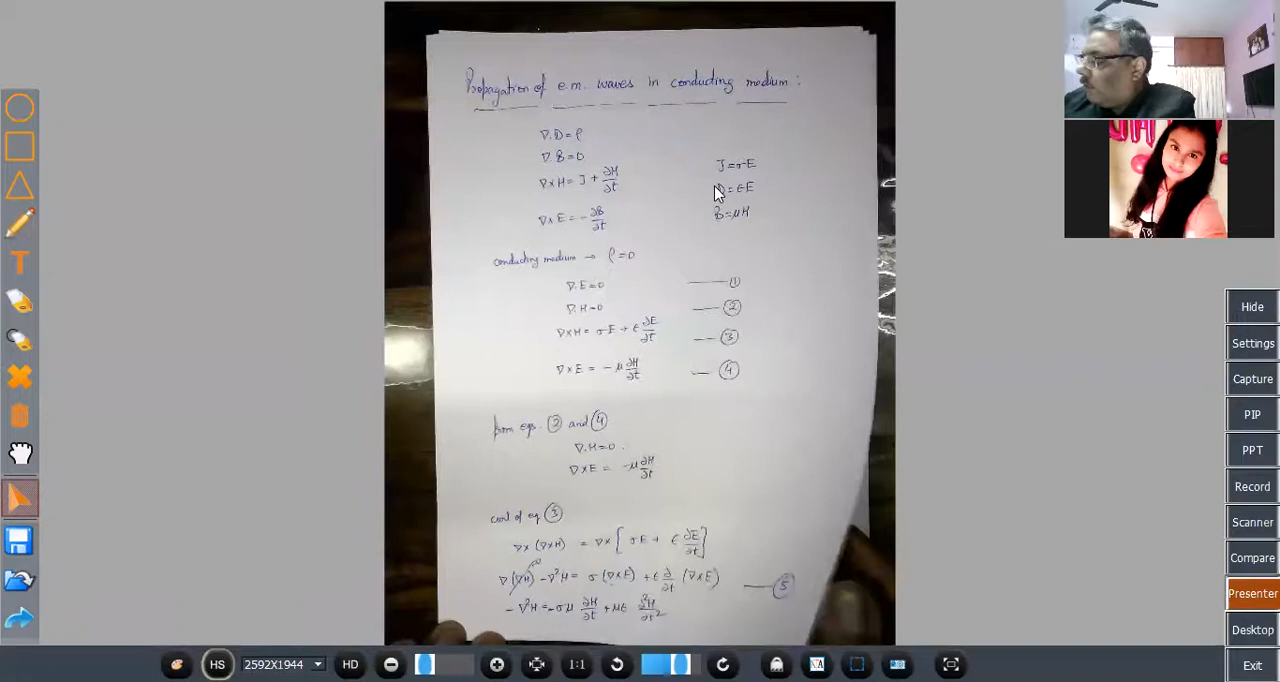 Propagation of e.m. waves in conducting medium :
∇.D = ρ
∇.B = 0
∇×H = J + ∂H/∂t
∇×E = -∂B/∂t
J = σE
D = ϵE
B = μH
conducting medium → ρ = 0
∇.E = 0 —— ①
∇.H = 0 —— ②
∇×H = σE + ϵ ∂E/∂t —— ③
∇×E = -μ ∂H/∂t —— ④
from eqs. ② and ④
∇.H = 0.
∇×E = -μ ∂H/∂t
curl of eq ③
∇×(∇×H) = ∇×[σE + ϵ ∂E/∂t]
∇(∇.H) - ∇²H = σ(∇×E) + ϵ ∂/∂t (∇×E) —— ⑤
-∇²H = -σμ ∂H/∂t + μϵ ∂²H/∂t²
Hide
Settings
Capture
PIP
PPT
Record
Scanner
Compare
Presenter
Desktop
Exit
T
HS
2592X1944
HD
1:1